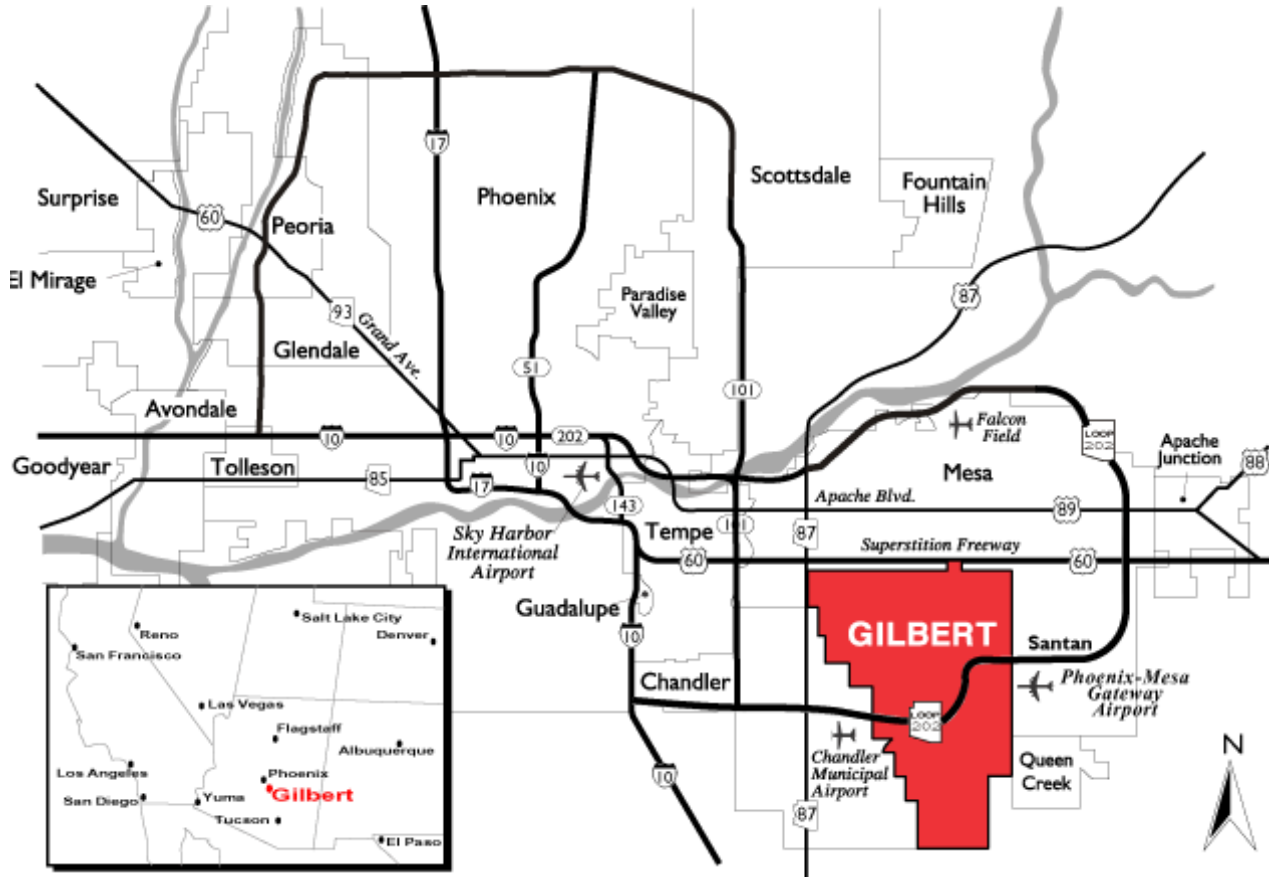 17
Surprise
Phoenix
Scottsdale
Fountain
Hills
60
Peoria
El Mirage
Paradise
Valley
87
93
Grand Ave.
Glendale
51
101
Avondale
Falcon
Field
LOOP
202
10
10
202
Goodyear
Tolleson
85
17
10
Mesa
Apache
Junction
88
143
Apache Blvd.
89
Sky Harbor
International
Airport
Tempe
101
87
Superstition Freeway
60
60
Guadalupe
10
GILBERT
Santan
Chandler
Phoenix-Mesa
Gateway
Airport
LOOP
202
10
Chandler
Municipal
Airport
Queen
Creek
87
N
Salt Lake City
Reno
Denver
San Francisco
Las Vegas
Flagstaff
Albuquerque
Los Angeles
Phoenix
Gilbert
San Diego
Yuma
Tucson
El Paso